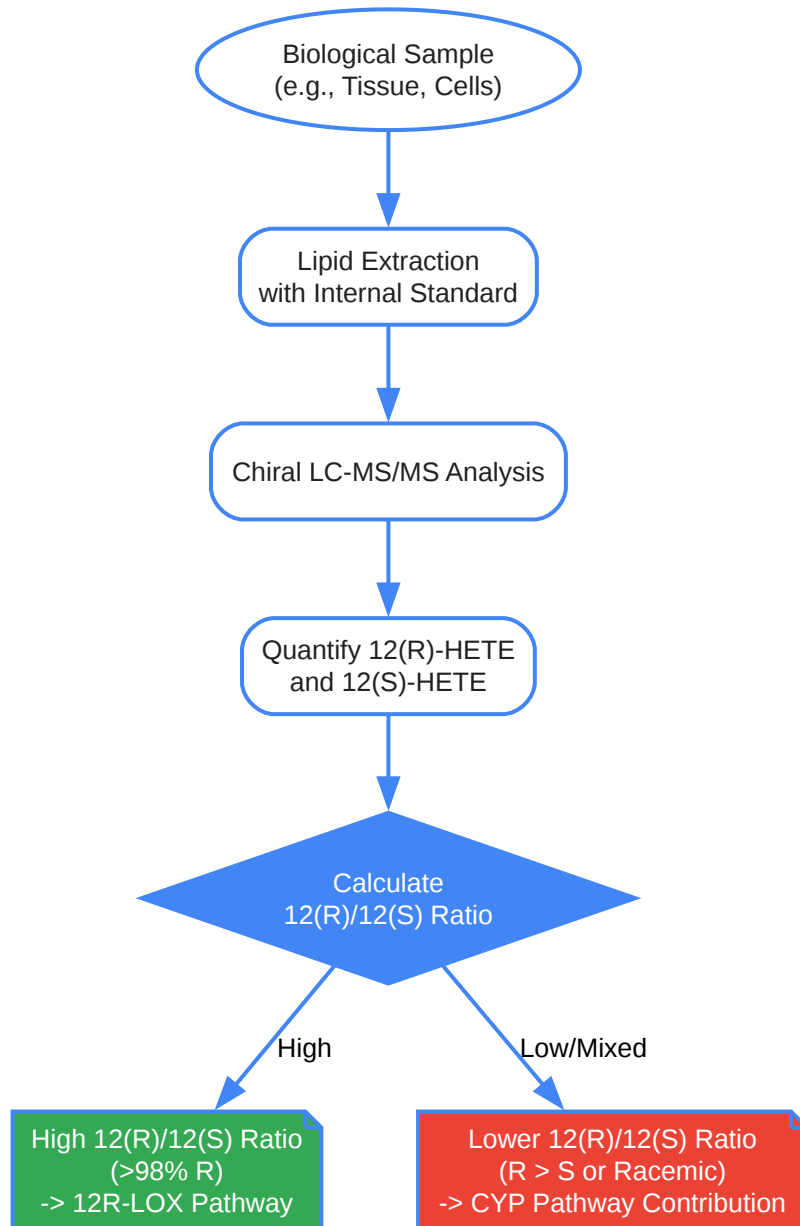 Biological Sample
(e.g., Tissue, Cells)
Lipid Extraction
with Internal Standard
Chiral LC-MS/MS Analysis
Quantify 12(R)-HETE
and 12(S)-HETE
Calculate
12(R)/12(S) Ratio
High
Low/Mixed
High 12(R)/12(S) Ratio
(>98% R)
-> 12R-LOX Pathway
Lower 12(R)/12(S) Ratio
(R > S or Racemic)
-> CYP Pathway Contribution